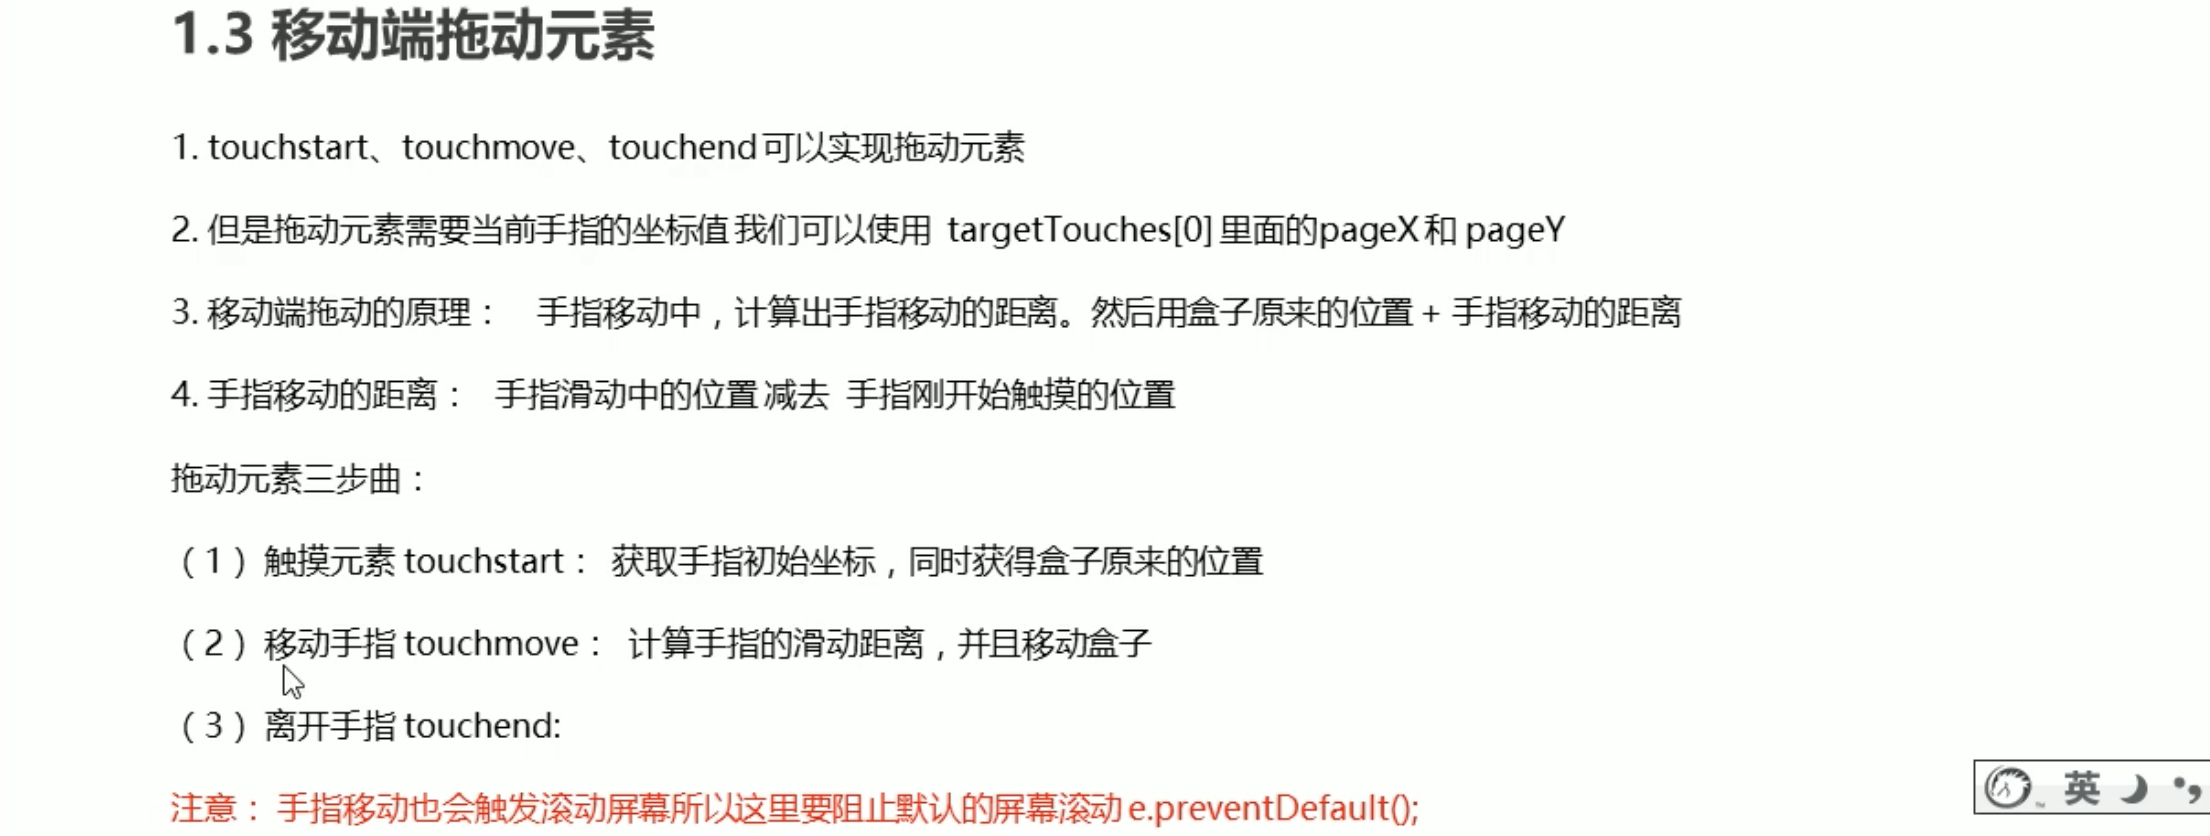 1.3 移动端拖动元素
1. touchstart、touchmove、touchend可以实现拖动元素
2. 但是拖动元素需要当前手指的坐标值 我们可以使用 targetTouches[0] 里面的pageX 和 pageY
3. 移动端拖动的原理： 手指移动中，计算出手指移动的距离。然后用盒子原来的位置 + 手指移动的距离
4. 手指移动的距离： 手指滑动中的位置 减去 手指刚开始触摸的位置
拖动元素三步曲：
（1）触摸元素 touchstart： 获取手指初始坐标，同时获得盒子原来的位置
（2）移动手指 touchmove： 计算手指的滑动距离，并且移动盒子
（3）离开手指 touchend:
注意： 手指移动也会触发滚动屏幕所以这里要阻止默认的屏幕滚动 e.preventDefault();
英